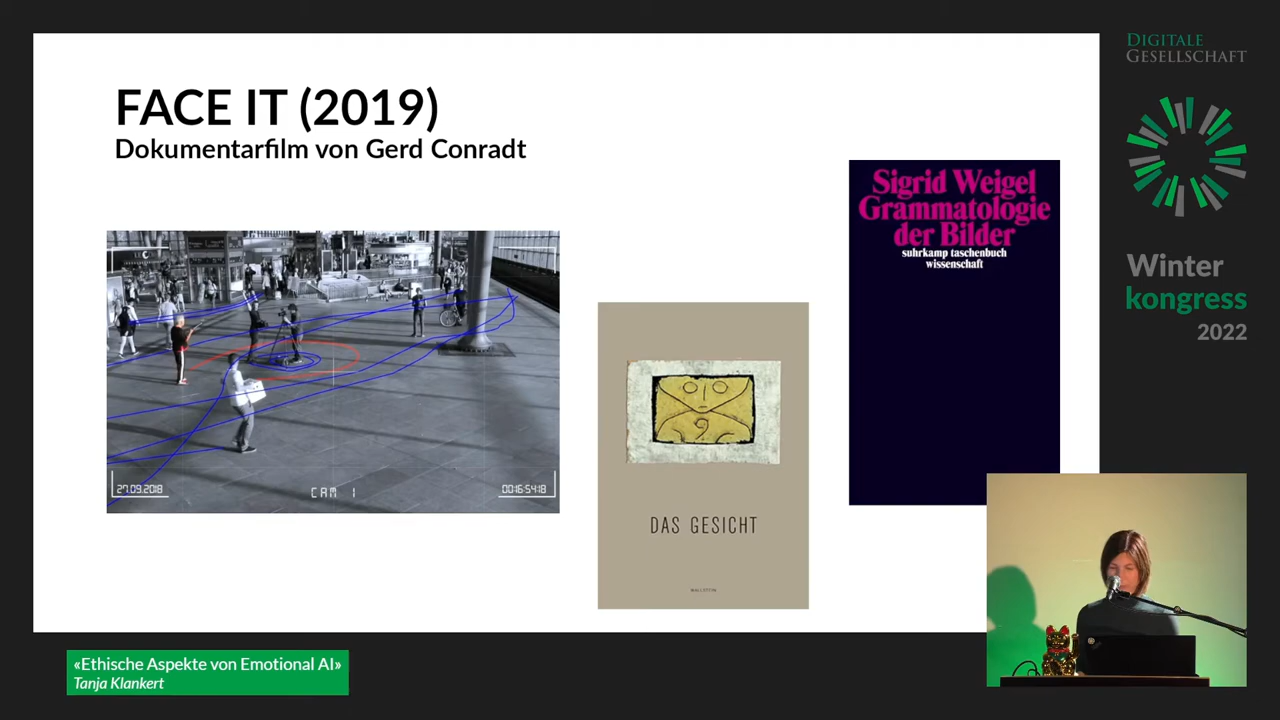 FACE IT (2019)
Dokumentarfilm von Gerd Conradt
27.09.2018
CAM 1
00:16:54:18
DAS GESICHT
Sigrid Weigel
Grammatologie
der Bilder
suhrkamp taschenbuch
wissenschaft
DIGITALE
GESELLSCHAFT
Winter
kongress
2022
«Ethische Aspekte von Emotional AI»
Tanja Klankert